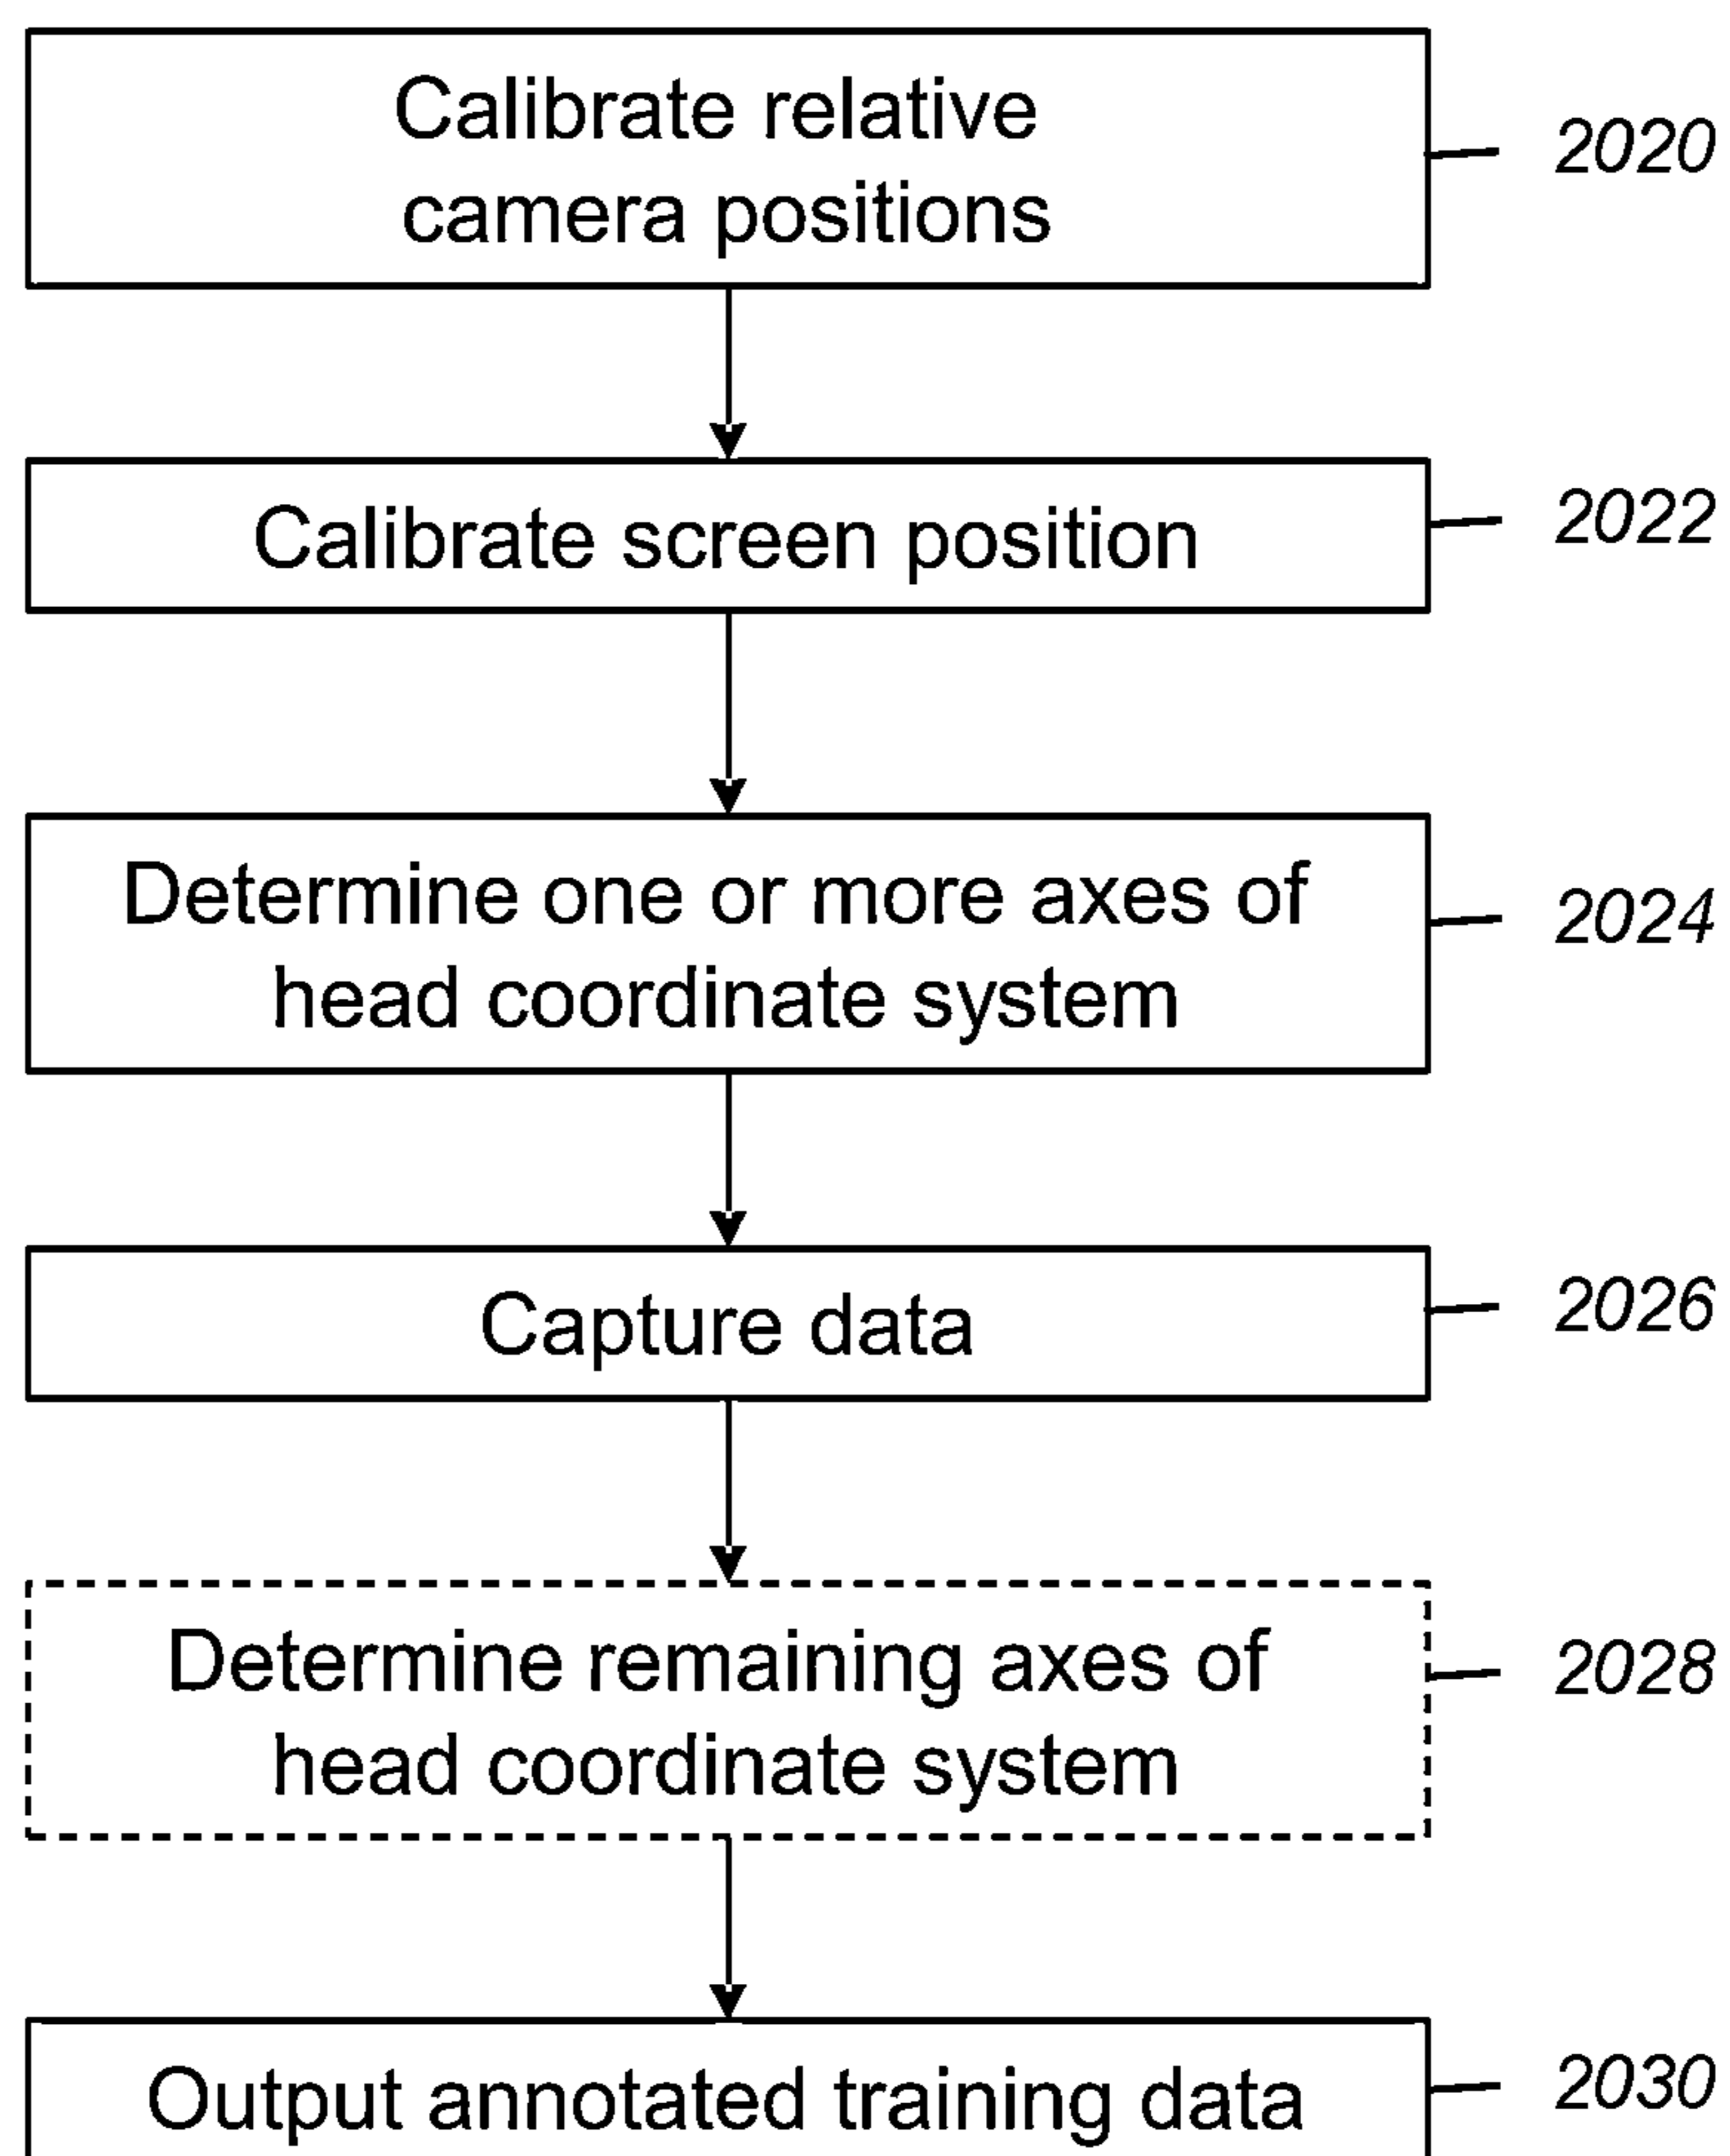 Calibrate relative
camera positions
2020
Calibrate screen position
2022
Determine one or more axes of
head coordinate system
2024
Capture data
2026
Determine remaining axes of
head coordinate system
2028
Output annotated training data
2030